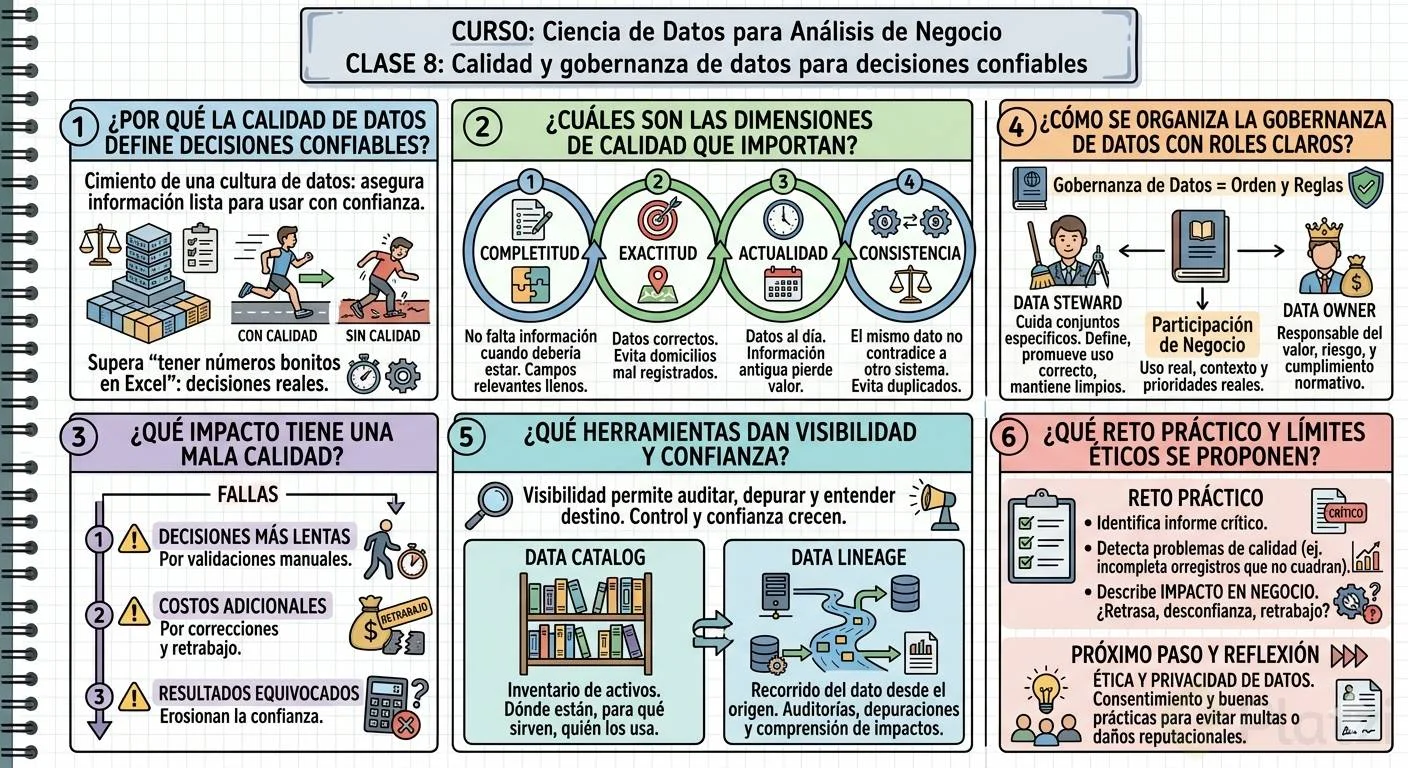 CURSO: Ciencia de Datos para Análisis de Negocio
CLASE 8: Calidad y gobernanza de datos para decisiones confiables
1
¿POR QUÉ LA CALIDAD DE DATOS
DEFINE DECISIONES CONFIABLES?
Cimiento de una cultura de datos: asegura
información lista para usar con confianza.
CON CALIDAD
SIN CALIDAD
Supera “tener números bonitos
en Excel”: decisiones reales.
2
¿CUÁLES SON LAS DIMENSIONES
DE CALIDAD QUE IMPORTAN?
1
COMPLETITUD
No falta información
cuando debería
estar. Campos
relevantes llenos.
2
EXACTITUD
Datos correctos.
Evita domicilios
mal registrados.
3
ACTUALIDAD
Datos al día.
Información
antigua pierde
valor.
4
CONSISTENCIA
El mismo dato no
contradice a
otro sistema.
Evita duplicados.
3
¿QUÉ IMPACTO TIENE UNA
MALA CALIDAD?
FALLAS
1
DECISIONES MÁS LENTAS
Por validaciones manuales.
2
COSTOS ADICIONALES
Por correcciones
y retrabajo.
$
RETRABAJO
3
RESULTADOS EQUIVOCADOS
Erosionan la confianza.
?
4
¿CÓMO SE ORGANIZA LA GOBERNANZA
DE DATOS CON ROLES CLAROS?
Gobernanza de Datos = Orden y Reglas
DATA STEWARD
Cuida conjuntos
específicos. Define,
promueve uso
correcto,
mantiene limpios.
Participación
de Negocio
Uso real, contexto y
prioridades reales.
$
DATA OWNER
Responsable del
valor, riesgo, y
cumplimiento
normativo.
5
¿QUÉ HERRAMIENTAS DAN VISIBILIDAD
Y CONFIANZA?
Visibilidad permite auditar, depurar y entender
destino. Control y confianza crecen.
DATA CATALOG
Inventario de activos.
Dónde están, para qué
sirven, quién los usa.
DATA LINEAGE
Recorrido del dato desde el
origen. Auditorías, depuraciones
y comprensión de impactos.
6
¿QUÉ RETO PRÁCTICO Y LÍMITES
ÉTICOS SE PROPONEN?
RETO PRÁCTICO
CRÍTICO
• Identifica informe crítico.
• Detecta problemas de calidad (ej.
incompleta orregistros que no cuadran).
• Describe IMPACTO EN NEGOCIO.
¿Retrasa, desconfianza, retrabajo?
?
?
PRÓXIMO PASO Y REFLEXIÓN
ÉTICA Y PRIVACIDAD DE DATOS.
Consentimiento y buenas
prácticas para evitar multas o
daños reputacionales.
Platzi